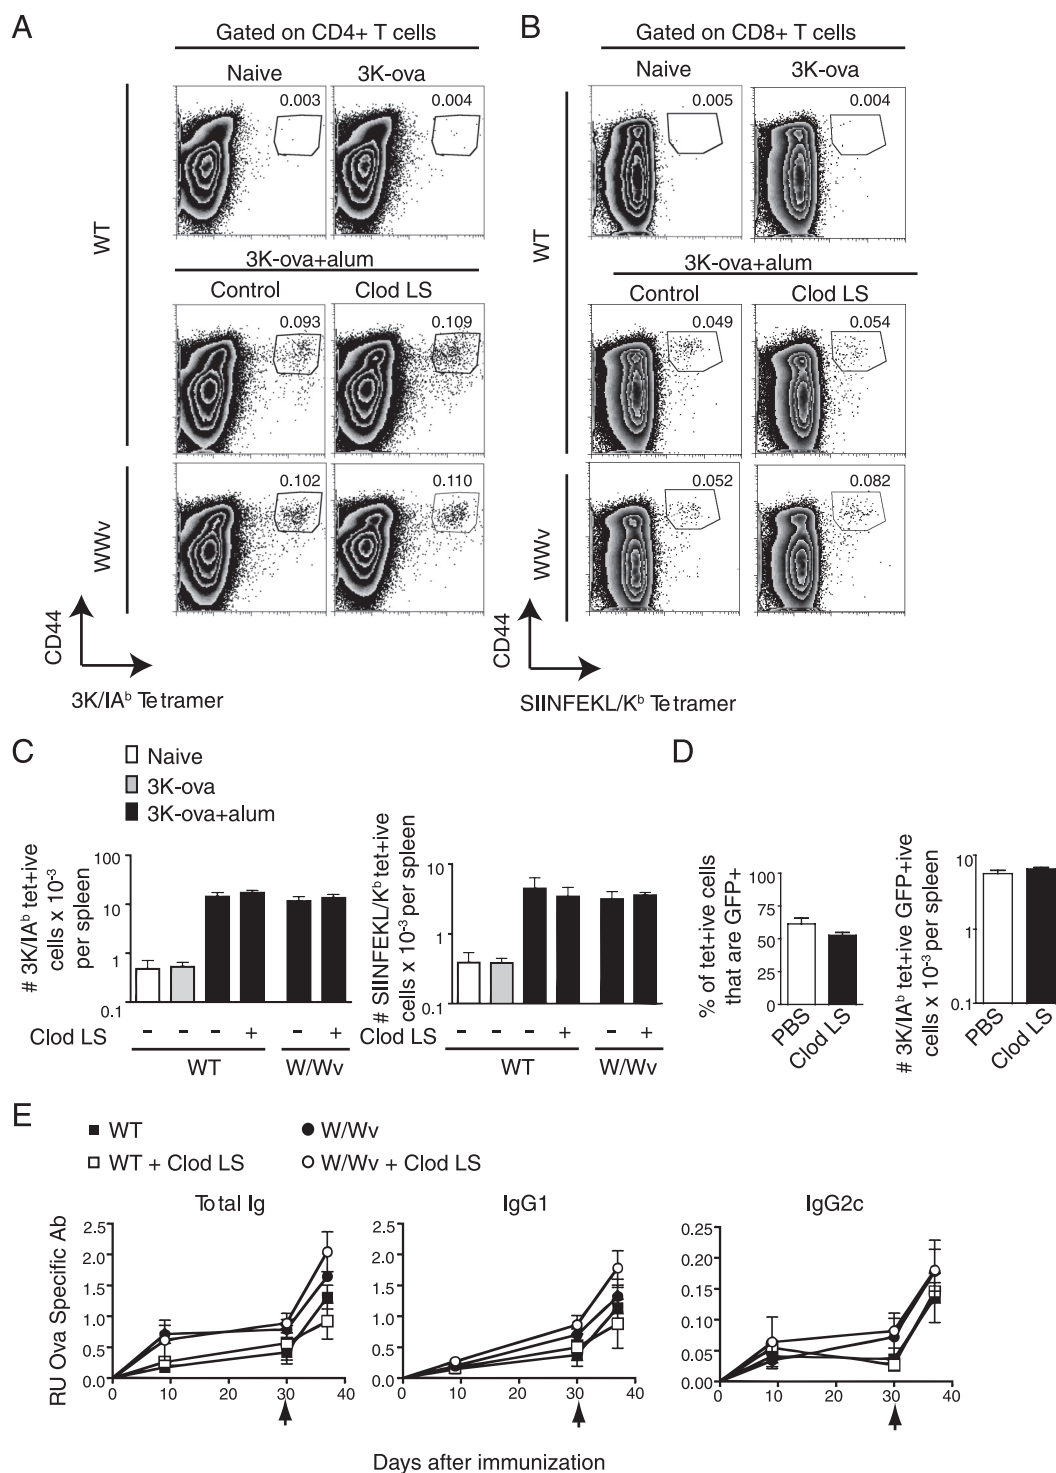 A
Gated on CD4+ T cells
Naive
3K-ova
0.003
0.004
WT
3K-ova+alum
Control
Clod LS
0.093
0.109
0.102
0.110
WWv
CD44
3K/IAᵇ Tetramer
B
Gated on CD8+ T cells
Naive
3K-ova
0.005
0.004
WT
3K-ova+alum
Control
Clod LS
0.049
0.054
0.052
0.082
WWv
CD44
SIINFEKL/Kᵇ Tetramer
C
Naive
3K-ova
3K-ova+alum
# 3K/IAᵇ tet+ive
cells x 10⁻³
per spleen
100
10
1
0.1
Clod LS
- - - + - +
WT
W/Wv
# SIINFEKL/Kᵇ tet+ive
cells x 10⁻³ per spleen
10
1
0.1
- - - + - +
WT
W/Wv
D
% of tet+ive cells
that are GFP+
100
75
50
25
0
PBS
Clod LS
# 3K/IAᵇ tet+ive GFP+ive
cells x 10⁻³ per spleen
10
1
0.1
PBS
Clod LS
E
WT
W/Wv
WT + Clod LS
W/Wv + Clod LS
RU Ova Specific Ab
Total Ig
2.5
2.0
1.5
1.0
0.5
0.0
0 10 20 30 40
IgG1
2.5
2.0
1.5
1.0
0.5
0.0
0 10 20 30 40
IgG2c
0.25
0.20
0.15
0.10
0.05
0.00
0 10 20 30 40
Days after immunization